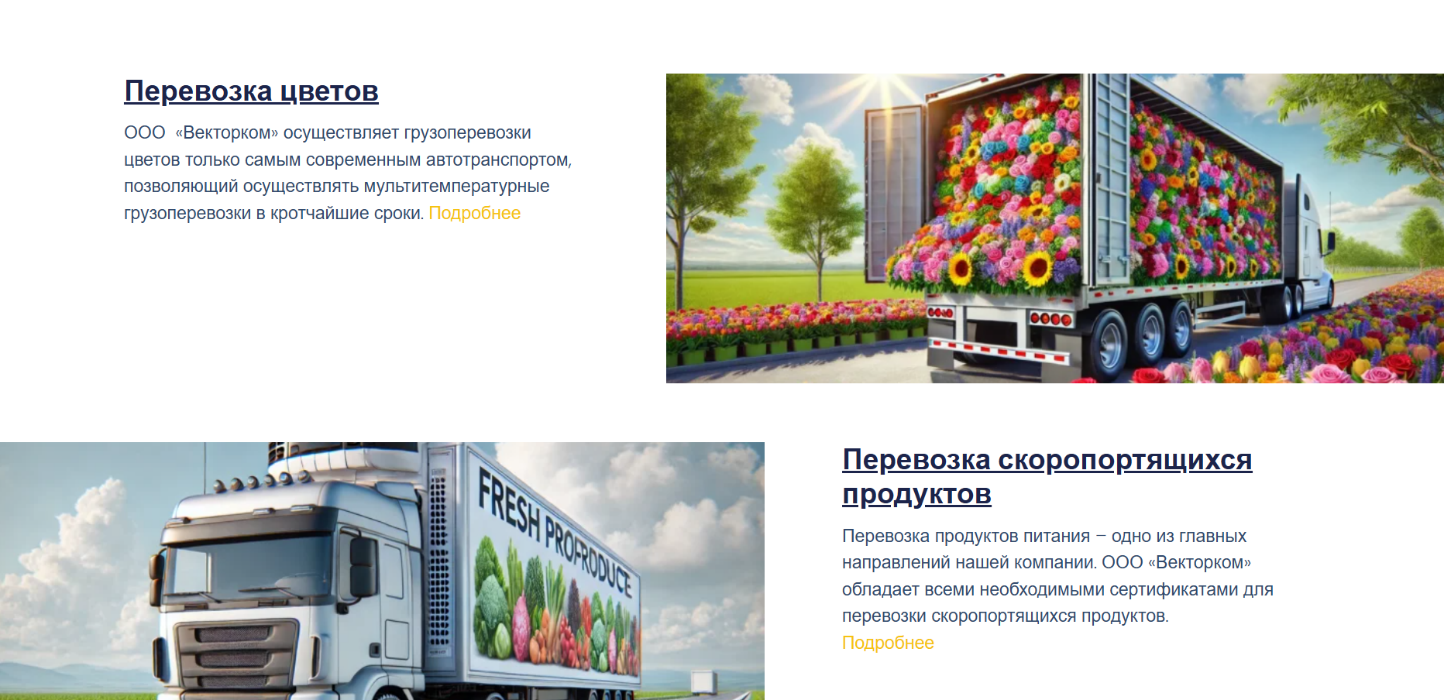 Перевозка цветов
ООО  «Векторком» осуществляет грузоперевозки
цветов только самым современным автотранспортом,
позволяющий осуществлять мультитемпературные
грузоперевозки в кротчайшие сроки. Подробнее
FRESH PROFRODUCE
Перевозка скоропортящихся
продуктов
Перевозка продуктов питания – одно из главных
направлений нашей компании. ООО «Векторком»
обладает всеми необходимыми сертификатами для
перевозки скоропортящихся продуктов.
Подробнее